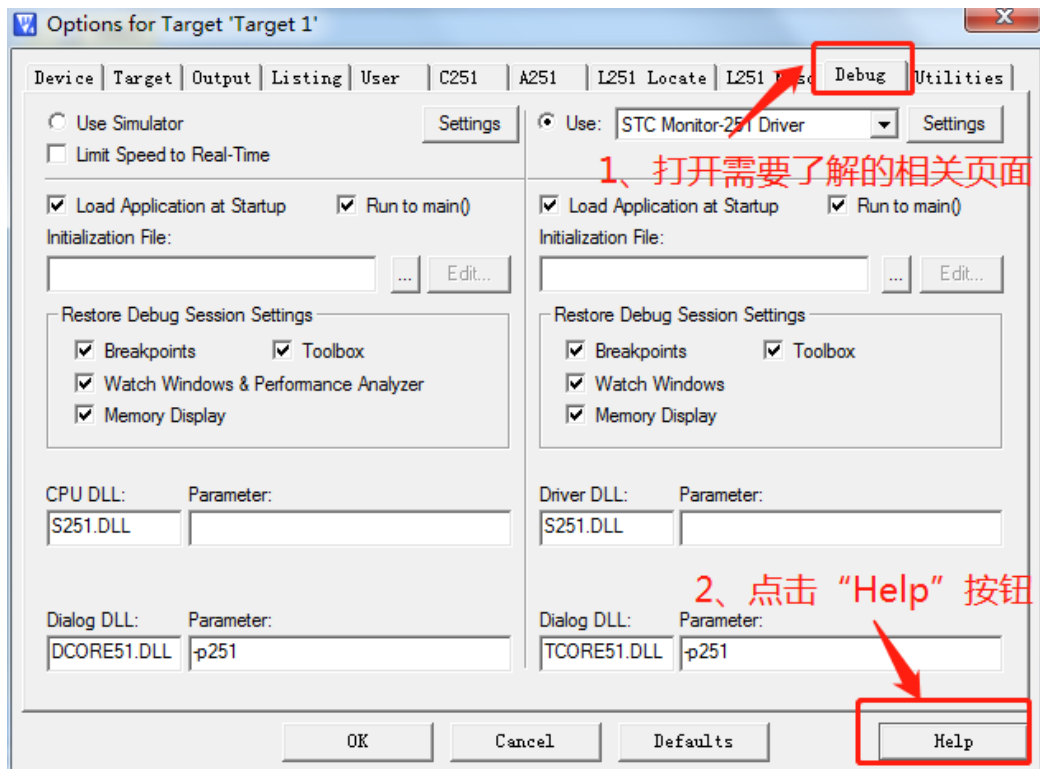 Options for Target 'Target 1'
Device Target Output Listing User C251 A251 L251 Locate L251 Debug Utilities
Use Simulator Settings Use: STC Monitor-251 Driver Settings
Limit Speed to Real-Time
1、打开需要了解的相关页面
Load Application at Startup Run to main() Load Application at Startup Run to main()
Initialization File: Initialization File:
... Edit... ... Edit...
Restore Debug Session Settings Restore Debug Session Settings
Breakpoints Toolbox Breakpoints Toolbox
Watch Windows & Performance Analyzer Watch Windows
Memory Display Memory Display
CPU DLL: Parameter: Driver DLL: Parameter:
S251.DLL S251.DLL
2、点击“Help”按钮
Dialog DLL: Parameter: Dialog DLL: Parameter:
DCORE51.DLL -p251 TCORE51.DLL -p251
OK Cancel Defaults Help